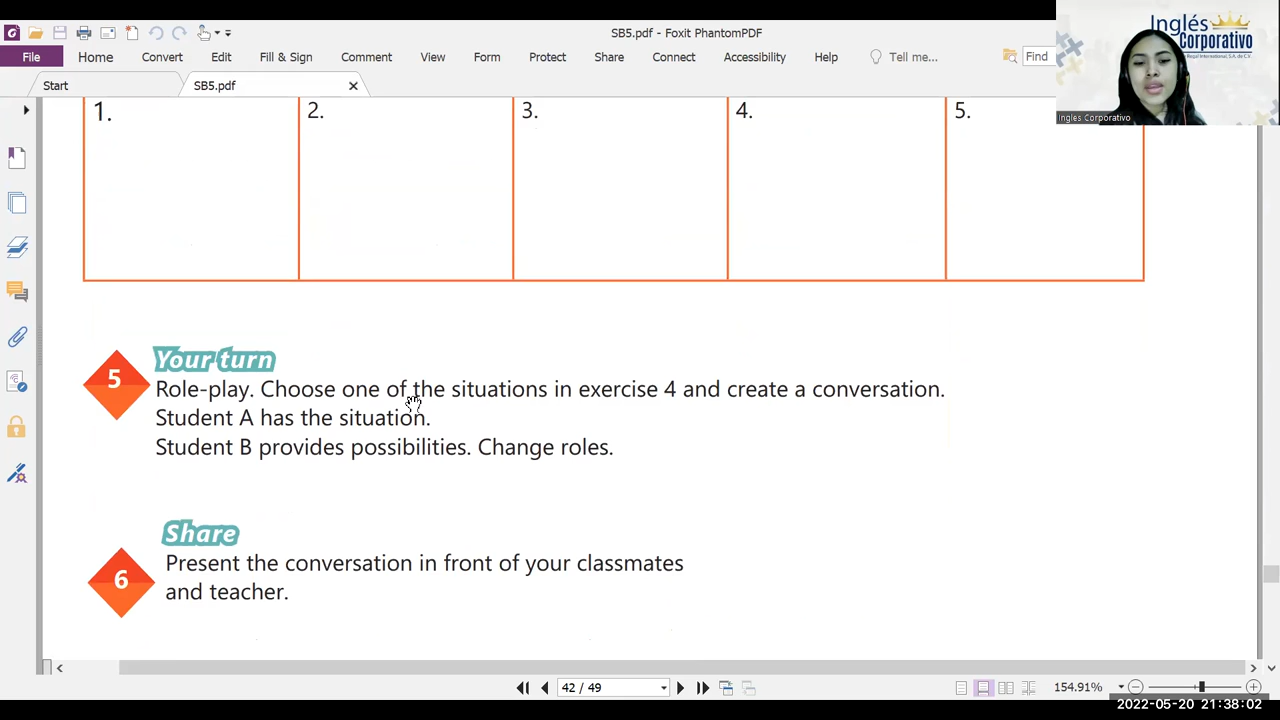 SB5.pdf - Foxit PhantomPDF
File Home Convert Edit Fill & Sign Comment View Form Protect Share Connect Accessibility Help Tell me... Find
Start SB5.pdf
Inglés
Corporativo
Regal International, S.A. de C.V.
Ingles Corporativo
1. 2. 3. 4. 5.
5 Your turn
Role-play. Choose one of the situations in exercise 4 and create a conversation.
Student A has the situation.
Student B provides possibilities. Change roles.
Share
6 Present the conversation in front of your classmates
and teacher.
42 / 49 154.91%
2022-05-20 21:38:02